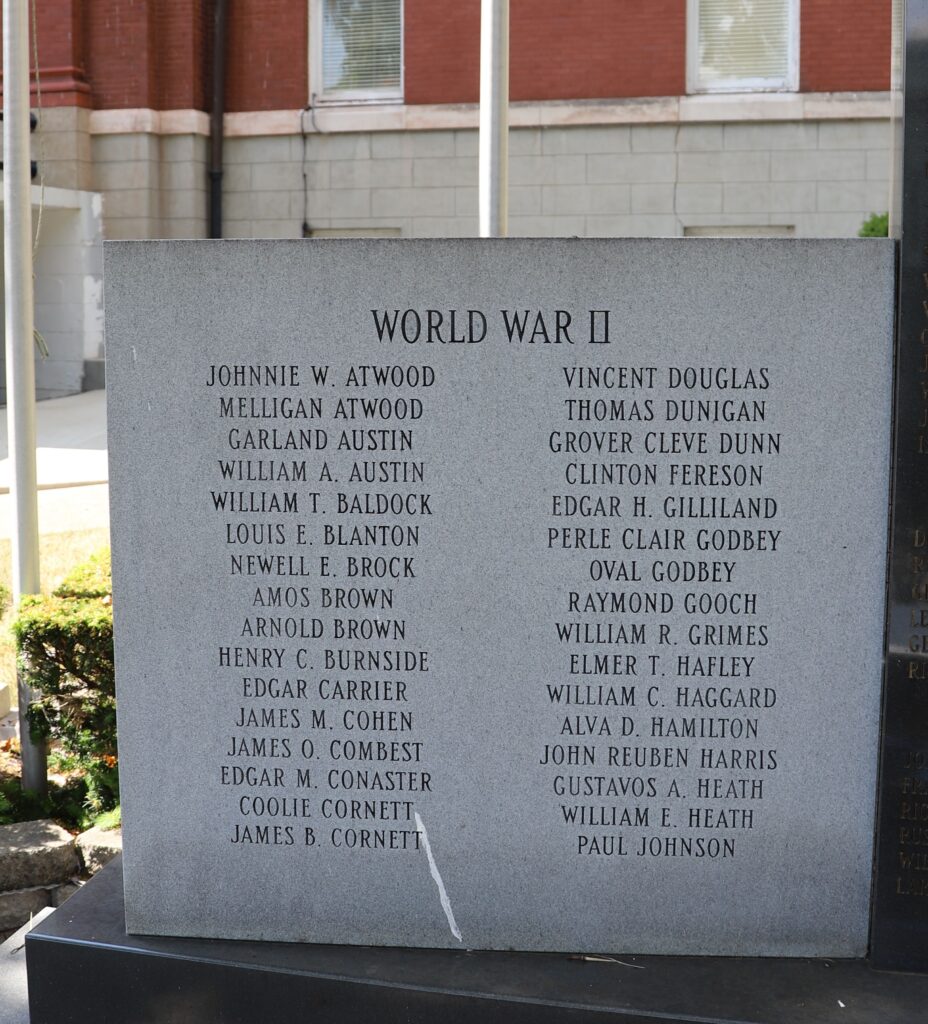 WORLD WAR II
JOHNNIE W. ATWOOD
MELLIGAN ATWOOD
GARLAND AUSTIN
WILLIAM A. AUSTIN
WILLIAM T. BALDOCK
LOUIS E. BLANTON
NEWELL E. BROCK
AMOS BROWN
ARNOLD BROWN
HENRY C. BURNSIDE
EDGAR CARRIER
JAMES M. COHEN
JAMES O. COMBEST
EDGAR M. CONASTER
COOLIE CORNETT
JAMES B. CORNETT
VINCENT DOUGLAS
THOMAS DUNIGAN
GROVER CLEVE DUNN
CLINTON FERESON
EDGAR H. GILLILAND
PERLE CLAIR GODBEY
OVAL GODBEY
RAYMOND GOOCH
WILLIAM R. GRIMES
ELMER T. HAFLEY
WILLIAM C. HAGGARD
ALVA D. HAMILTON
JOHN REUBEN HARRIS
GUSTAVOS A. HEATH
WILLIAM E. HEATH
PAUL JOHNSON